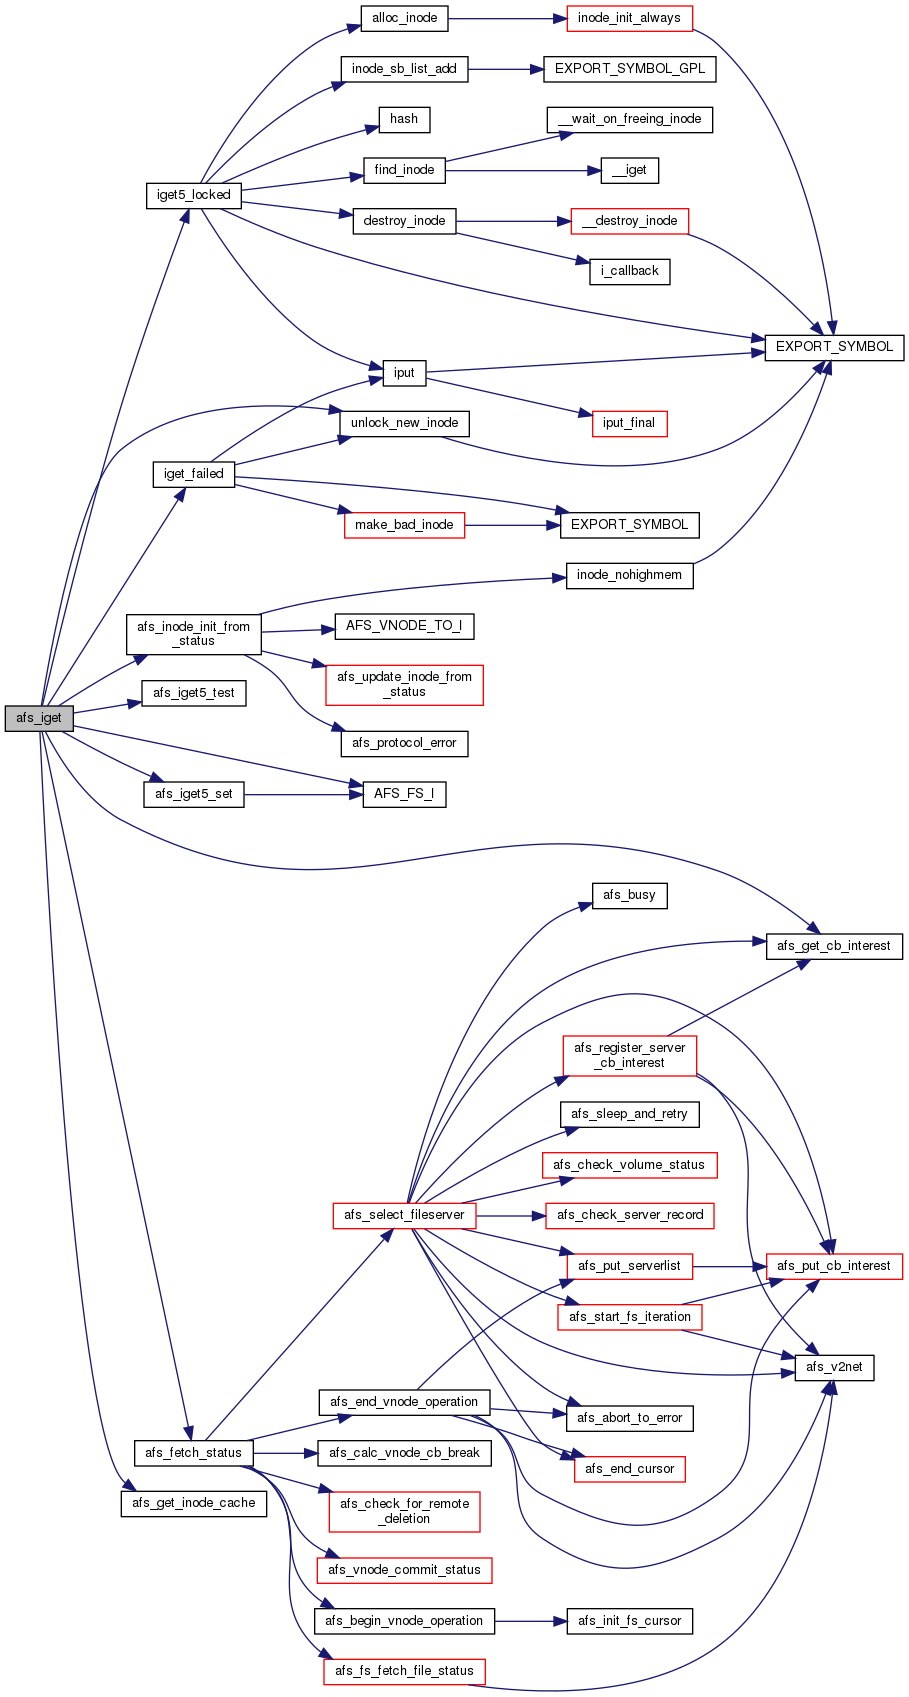 alloc_inode
inode_init_always
inode_sb_list_add
EXPORT_SYMBOL_GPL
hash
__wait_on_freeing_inode
find_inode
__iget
iget5_locked
destroy_inode
__destroy_inode
i_callback
EXPORT_SYMBOL
iput
unlock_new_inode
iput_final
iget_failed
make_bad_inode
EXPORT_SYMBOL
inode_nohighmem
afs_inode_init_from
_status
AFS_VNODE_TO_I
afs_update_inode_from
_status
afs_iget5_test
afs_iget
afs_protocol_error
afs_iget5_set
AFS_FS_I
afs_busy
afs_get_cb_interest
afs_register_server
_cb_interest
afs_sleep_and_retry
afs_check_volume_status
afs_select_fileserver
afs_check_server_record
afs_put_serverlist
afs_put_cb_interest
afs_start_fs_iteration
afs_v2net
afs_end_vnode_operation
afs_abort_to_error
afs_fetch_status
afs_calc_vnode_cb_break
afs_end_cursor
afs_get_inode_cache
afs_check_for_remote
_deletion
afs_vnode_commit_status
afs_begin_vnode_operation
afs_init_fs_cursor
afs_fs_fetch_file_status